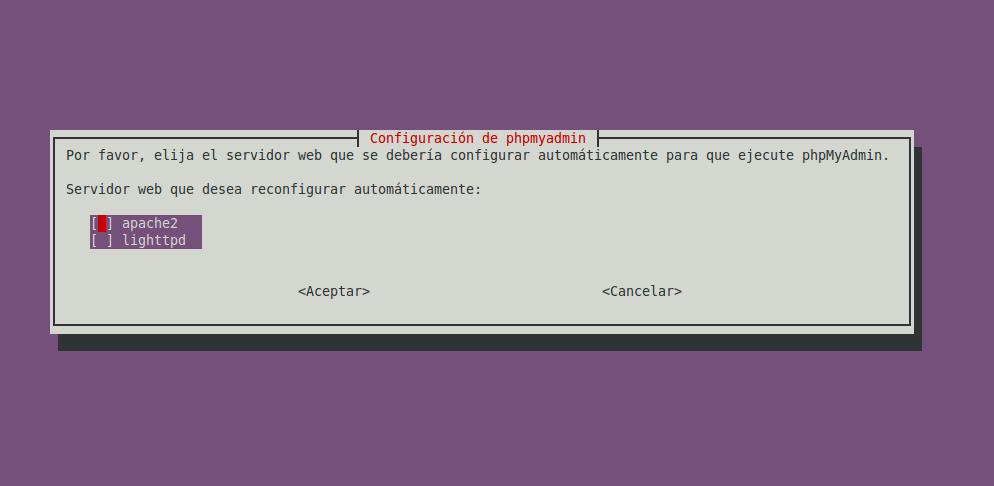 Configuración de phpmyadmin
Por favor, elija el servidor web que se debería configurar automáticamente para que ejecute phpMyAdmin.
Servidor web que desea reconfigurar automáticamente:
[ ] apache2
[ ] lighttpd
<Aceptar> <Cancelar>